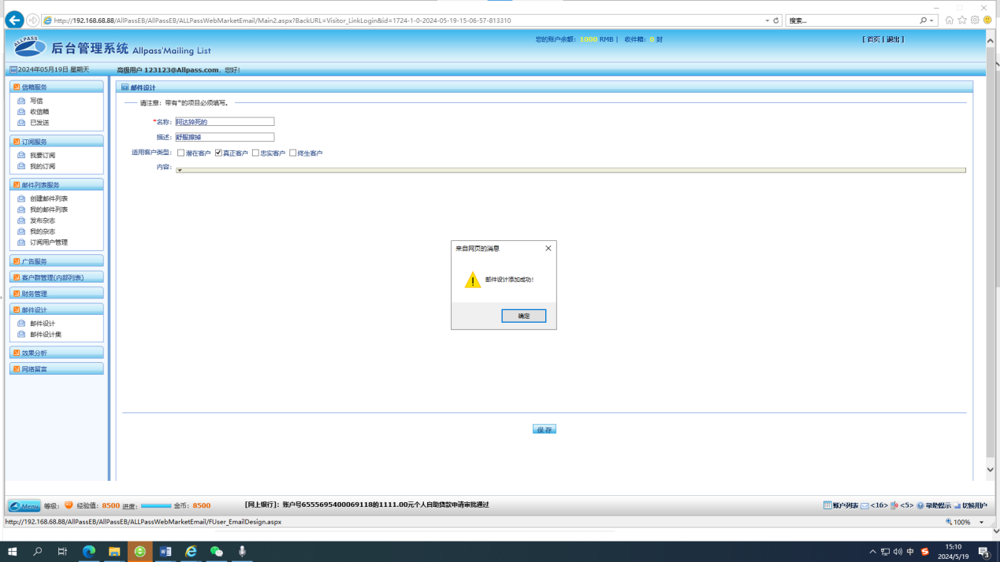 http://192.168.68.88/AllPassEB/AllPassEB/ALLPassWebMarketEmail/Main2.aspx?BackURL=Visitor_LinkLogin&id=1724-1-0-2024-05-19-15-06-57-813310
搜索...
ALLPASS 后台管理系统 Allpass'Mailing List
您的账户余额：1000 RMB | 收件箱：0 封
[ 首页 | 退出 ]
2024年05月19日 星期天
高级用户 123123@Allpass.com，您好！
信箱服务
写信
收信箱
已发送
订阅服务
我要订阅
我的订阅
邮件列表服务
创建邮件列表
我的邮件列表
发布杂志
我的杂志
订阅用户管理
广告服务
客户群管理(内部列表)
财务管理
邮件设计
邮件设计
邮件设计集
效果分析
网络留言
邮件设计
请注意：带有*的项目必须填写。
*名称：阿达猝死的
描述：舒服擦掉
适用客户类型：潜在客户 真正客户 忠实客户 终生客户
内容：
来自网页的消息
邮件设计添加成功！
确定
保 存
Menu 等级： 经验值：8500 进度： 金币：8500
【网上银行】：账户号6555695400069118的1111.00元个人自助贷款申请审批通过
账户列表 <16> <5> 帮助提示 切换用户
http://192.168.68.88/AllPassEB/AllPassEB/ALLPassWebMarketEmail/FUser_EmailDesign.aspx
100%
中
15:10
2024/5/19
3